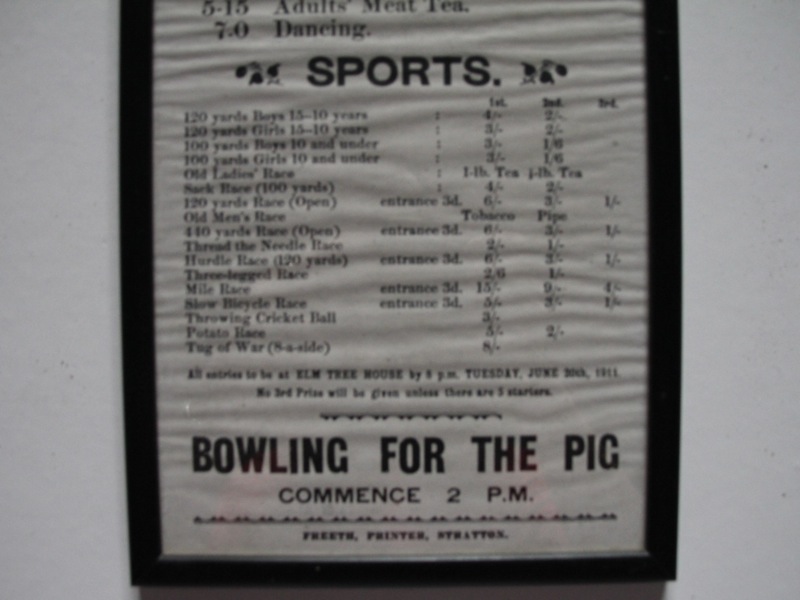 5-15 Adults' Meat Tea.
7.0 Dancing.
SPORTS.
1st. 2nd. 3rd.
120 yards Boys 15-10 years : 4/- 2/-
120 yards Girls 15-10 years : 3/- 2/-
100 yards Boys 10 and under : 3/- 1/6
100 yards Girls 10 and under : 3/- 1/6
Old Ladies' Race : 1-lb. Tea ½-lb. Tea
Sack Race (100 yards) : 4/- 2/-
120 yards Race (Open) entrance 3d. 6/- 3/- 1/-
Old Men's Race Tobacco Pipe
440 yards Race (Open) entrance 3d. 6/- 3/- 1/-
Thread the Needle Race 2/- 1/-
Hurdle Race (120 yards) entrance 3d. 6/- 3/- 1/-
Three-legged Race 2/6 1/-
Mile Race entrance 3d. 15/- 9/- 4/-
Slow Bicycle Race entrance 3d. 5/- 3/- 1/-
Throwing Cricket Ball 3/-
Potato Race 5/- 2/-
Tug of War (8-a-side) 8/-
All entries to be at ELM TREE HOUSE by 8 p.m. TUESDAY, JUNE 20th, 1911.
No 3rd Prize will be given unless there are 5 starters.
BOWLING FOR THE PIG
COMMENCE 2 P.M.
FREETH, PRINTER, STRATTON.